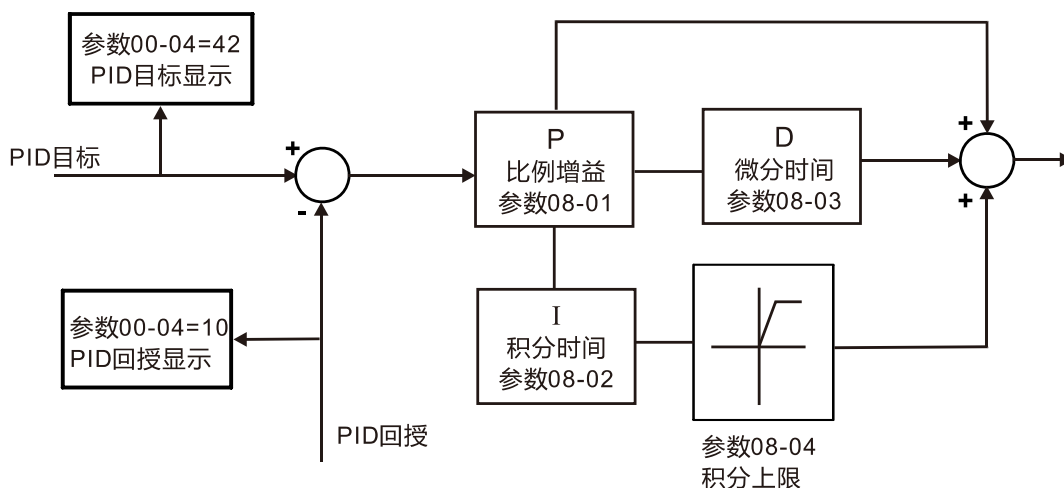 参数00-04=42
PID目标显示
PID目标
+
-
P
比例增益
参数08-01
D
微分时间
参数08-03
+
+
参数00-04=10
PID回授显示
I
积分时间
参数08-02
PID回授
参数08-04
积分上限